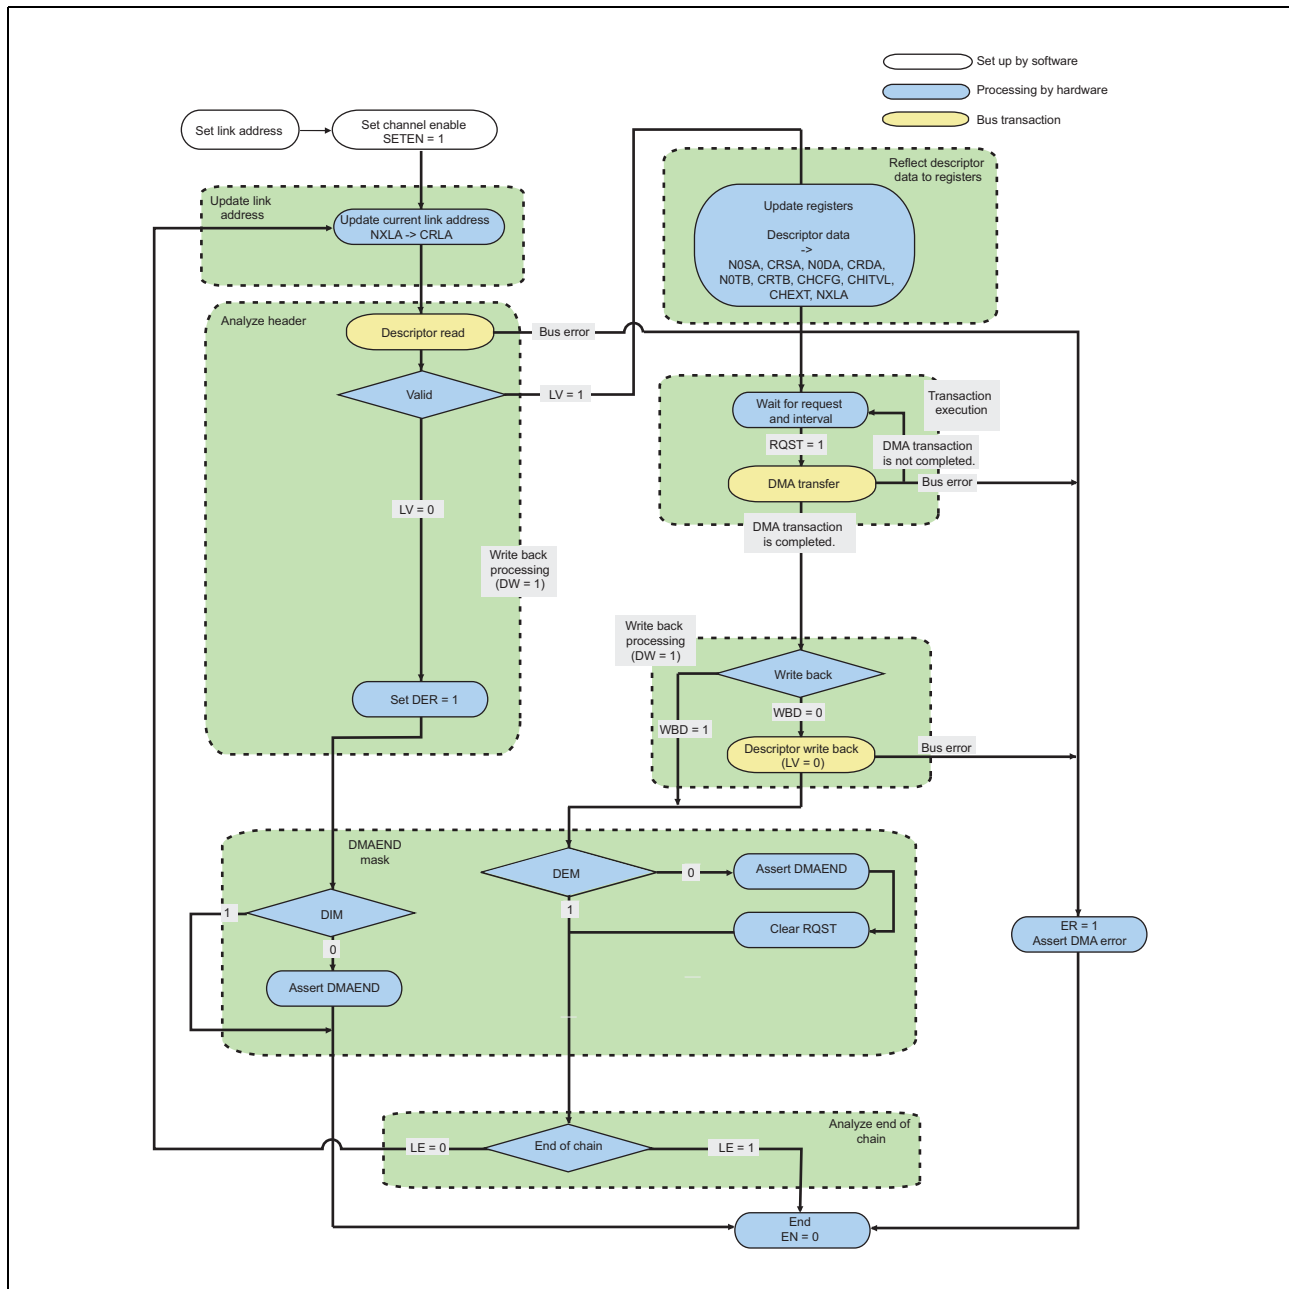 Set up by software
Processing by hardware
Bus transaction
Set link address
Set channel enable
SETEN = 1
Update link
address
Update current link address
NXLA -> CRLA
Analyze header
Descriptor read
Bus error
Valid
LV = 1
LV = 0
Write back
processing
(DW = 1)
Set DER = 1
Reflect descriptor
data to registers
Update registers
Descriptor data
->
N0SA, CRSA, N0DA, CRDA,
N0TB, CRTB, CHCFG, CHITVL,
CHEXT, NXLA
Transaction
execution
Wait for request
and interval
RQST = 1
DMA transaction
is not completed.
DMA transfer
Bus error
DMA transaction
is completed.
Write back
processing
(DW = 1)
Write back
WBD = 0
WBD = 1
Descriptor write back
(LV = 0)
Bus error
DMAEND
mask
DEM
0
Assert DMAEND
1
Clear RQST
DIM
1
0
Assert DMAEND
ER = 1
Assert DMA error
Analyze end of
chain
End of chain
LE = 0
LE = 1
End
EN = 0